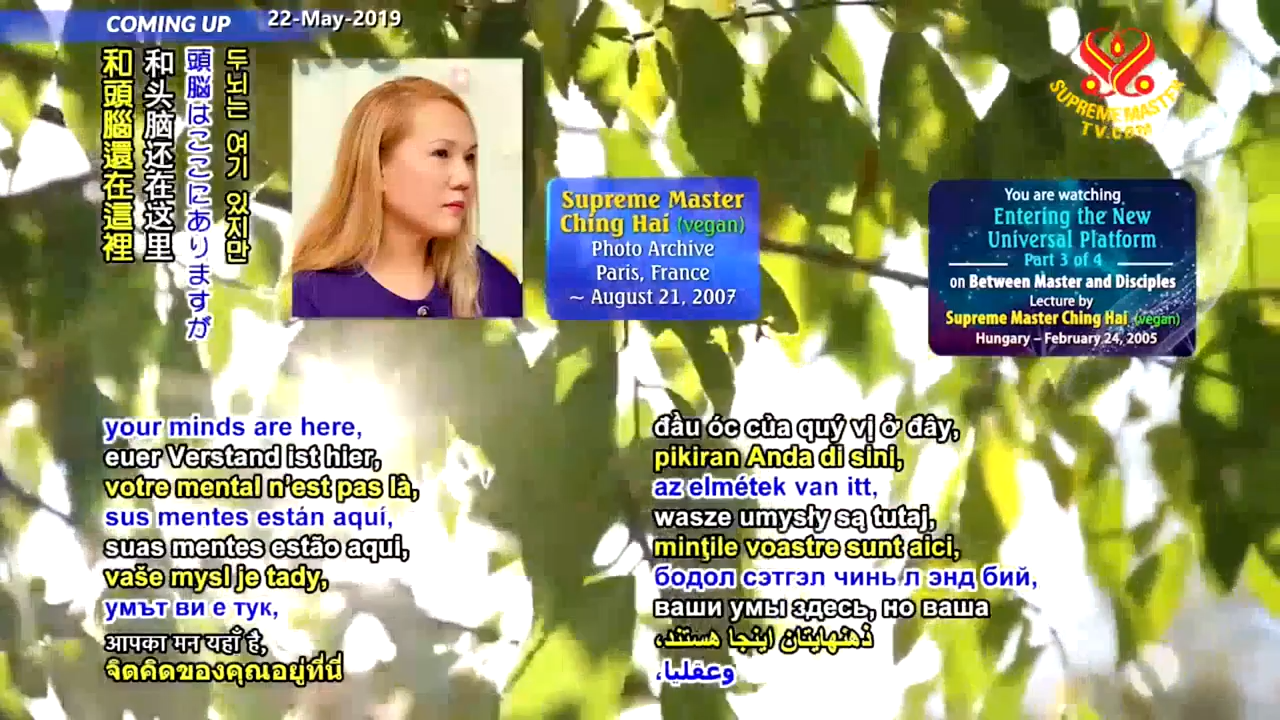 COMING UP
22-May-2019
和頭腦還在這裡
和头脑还在这里
頭脳はここにありますが
두뇌는 여기 있지만
SUPREME MASTER
TV.COM
Supreme Master
Ching Hai (vegan)
Photo Archive
Paris, France
~ August 21, 2007
You are watching
Entering the New
Universal Platform
Part 3 of 4
on Between Master and Disciples
Lecture by
Supreme Master Ching Hai (vegan)
Hungary – February 24, 2005
your minds are here,
euer Verstand ist hier,
votre mental n'est pas là,
sus mentes están aquí,
suas mentes estão aqui,
vaše mysl je tady,
умът ви е тук,
आपका मन यहाँ है,
จิตคิดของคุณอยู่ที่นี่
đầu óc của quý vị ở đây,
pikiran Anda di sini,
az elmétek van itt,
wasze umysły są tutaj,
minţile voastre sunt aici,
бодол сэтгэл чинь л энд бий,
ваши умы здесь, но ваша
ذهنهایتان اینجا هستند،
وعقليا،